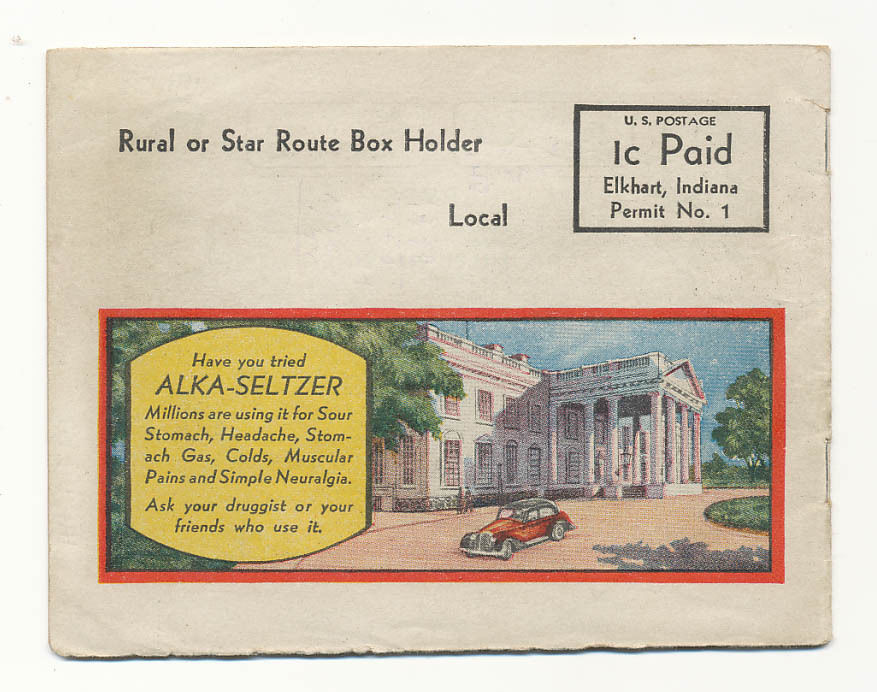 Rural or Star Route Box Holder
Local
U. S. POSTAGE
1c Paid
Elkhart, Indiana
Permit No. 1
Have you tried
ALKA-SELTZER
Millions are using it for Sour
Stomach, Headache, Stom-
ach Gas, Colds, Muscular
Pains and Simple Neuralgia.
Ask your druggist or your
friends who use it.